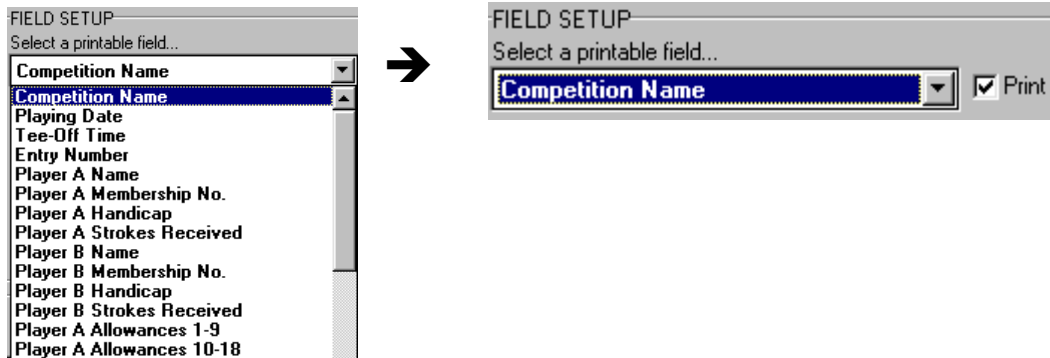 FIELD SETUP
Select a printable field...
Competition Name
Competition Name
Playing Date
Tee-Off Time
Entry Number
Player A Name
Player A Membership No.
Player A Handicap
Player A Strokes Received
Player B Name
Player B Membership No.
Player B Handicap
Player B Strokes Received
Player A Allowances 1-9
Player A Allowances 10-18
FIELD SETUP
Select a printable field...
Competition Name
Print